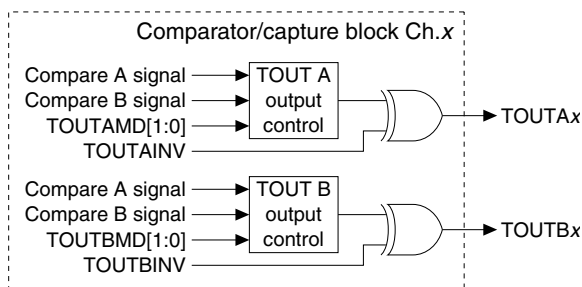 Comparator/capture block Ch.x
Compare A signal
Compare B signal
TOUTAMD[1:0]
TOUTAINV
TOUT A
output
control
TOUTAx
Compare A signal
Compare B signal
TOUTBMD[1:0]
TOUTBINV
TOUT B
output
control
TOUTBx